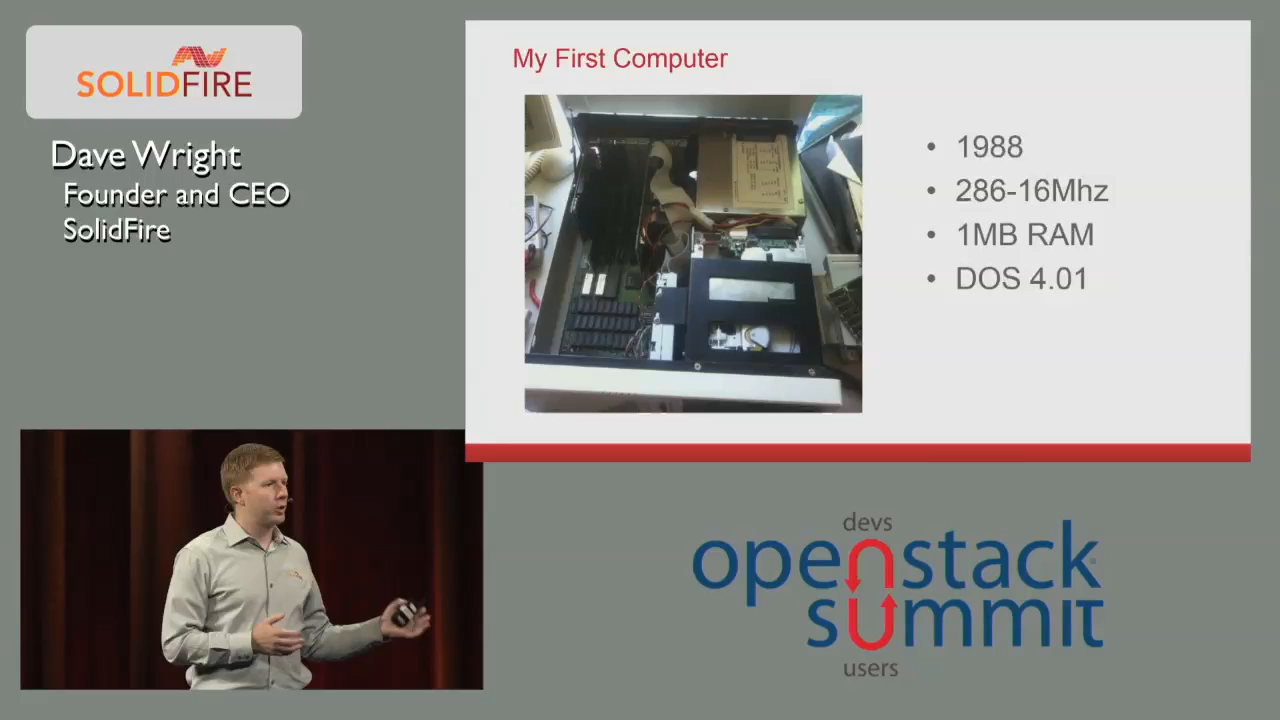 SOLIDFIRE
Dave Wright
Founder and CEO
SolidFire
My First Computer
• 1988
• 286-16Mhz
• 1MB RAM
• DOS 4.01
devs
openstack
summit
users